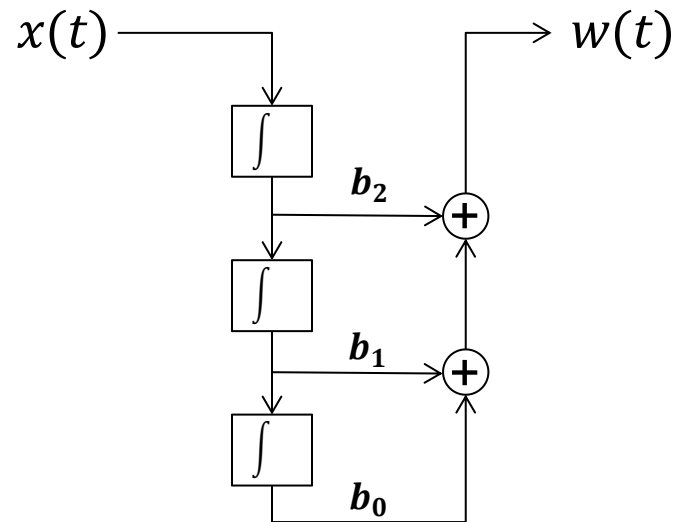 x(t) w(t)
∫
b₂
+
∫
b₁
+
∫
b₀